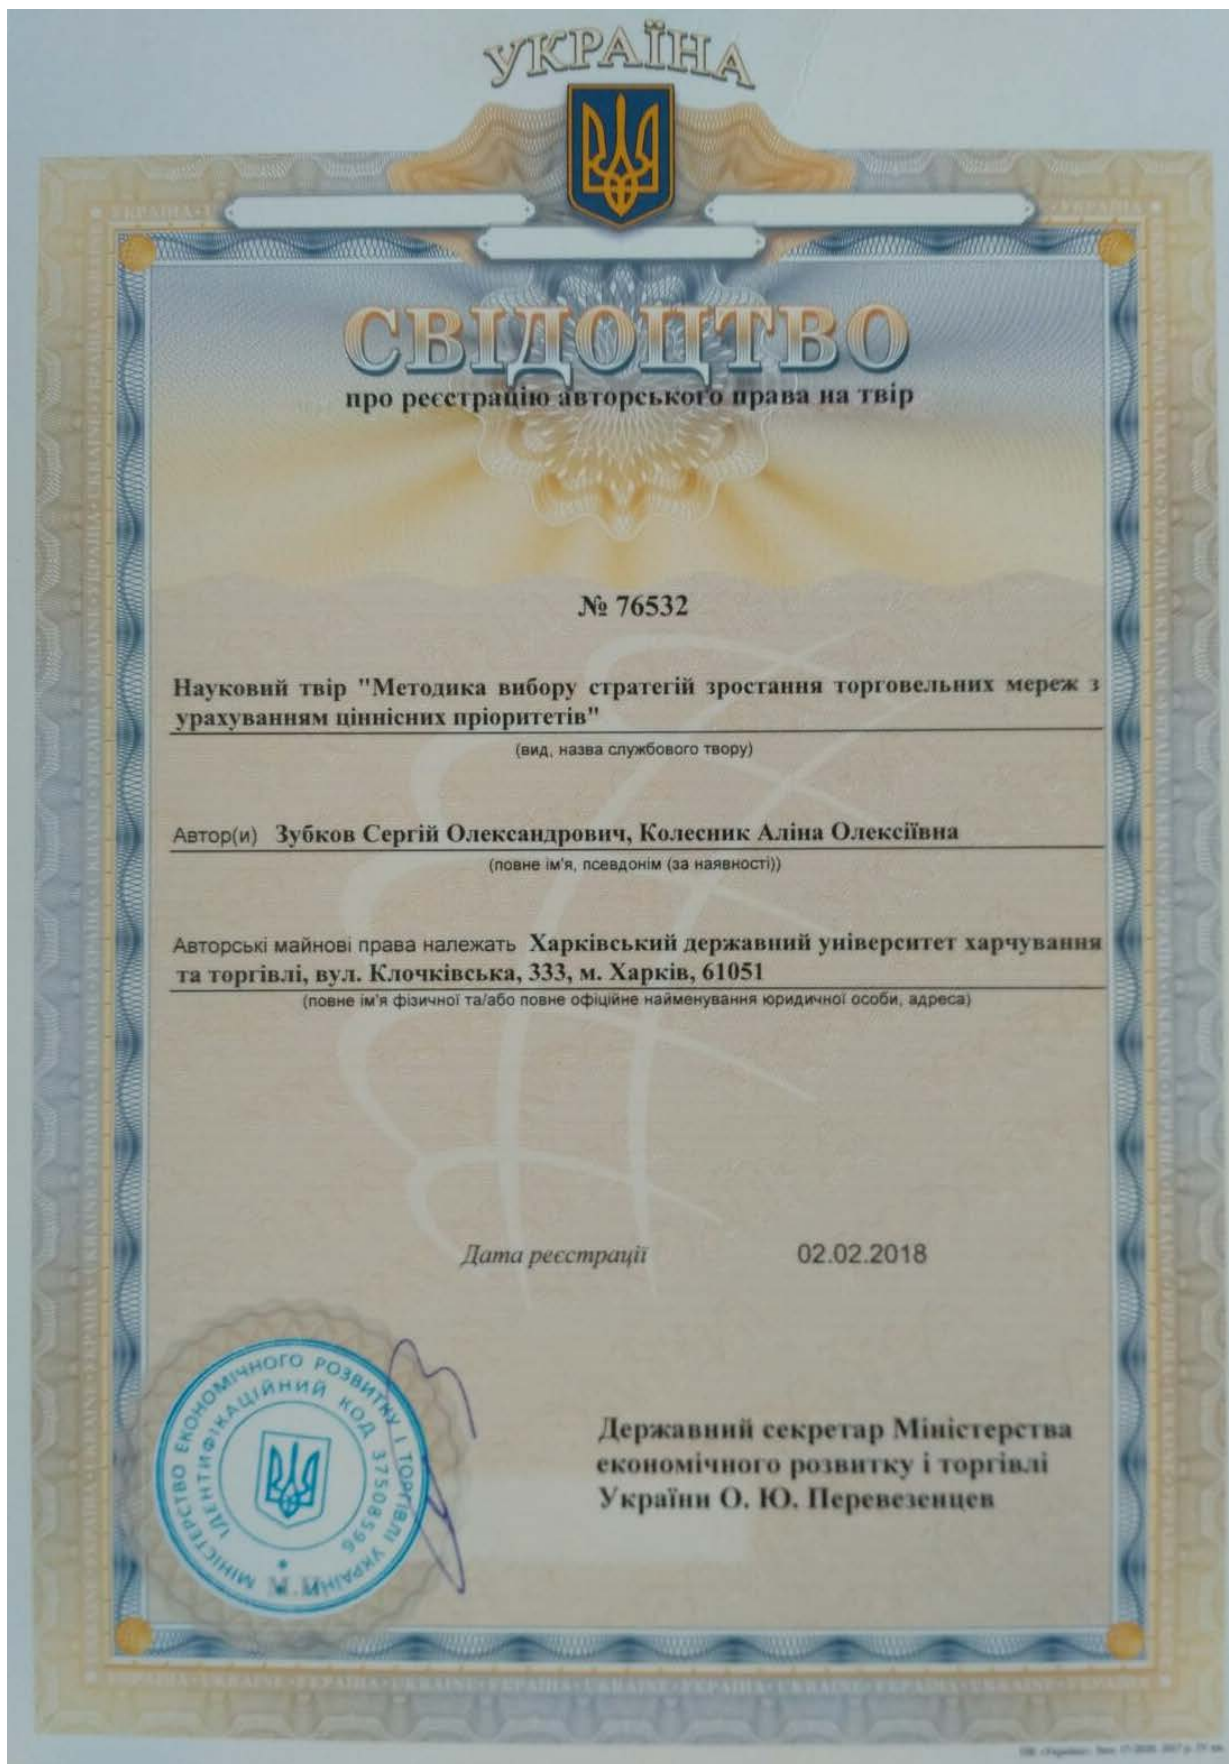 УКРАЇНА
СВІДОЦТВО
про реєстрацію авторського права на твір
№ 76532
Науковий твір "Методика вибору стратегій зростання торговельних мереж з
урахуванням ціннісних пріоритетів"
(вид, назва службового твору)
Автор(и) Зубков Сергій Олександрович, Колесник Аліна Олексіївна
(повне ім'я, псевдонім (за наявності))
Авторські майнові права належать Харківський державний університет харчування
та торгівлі, вул. Клочківська, 333, м. Харків, 61051
(повне ім'я фізичної та/або повне офіційне найменування юридичної особи, адреса)
Дата реєстрації 02.02.2018
Державний секретар Міністерства
економічного розвитку і торгівлі
України О. Ю. Перевезенцев
МІНІСТЕРСТВО ЕКОНОМІЧНОГО РОЗВИТКУ І ТОРГІВЛІ УКРАЇНИ
ІДЕНТИФІКАЦІЙНИЙ КОД 37508596